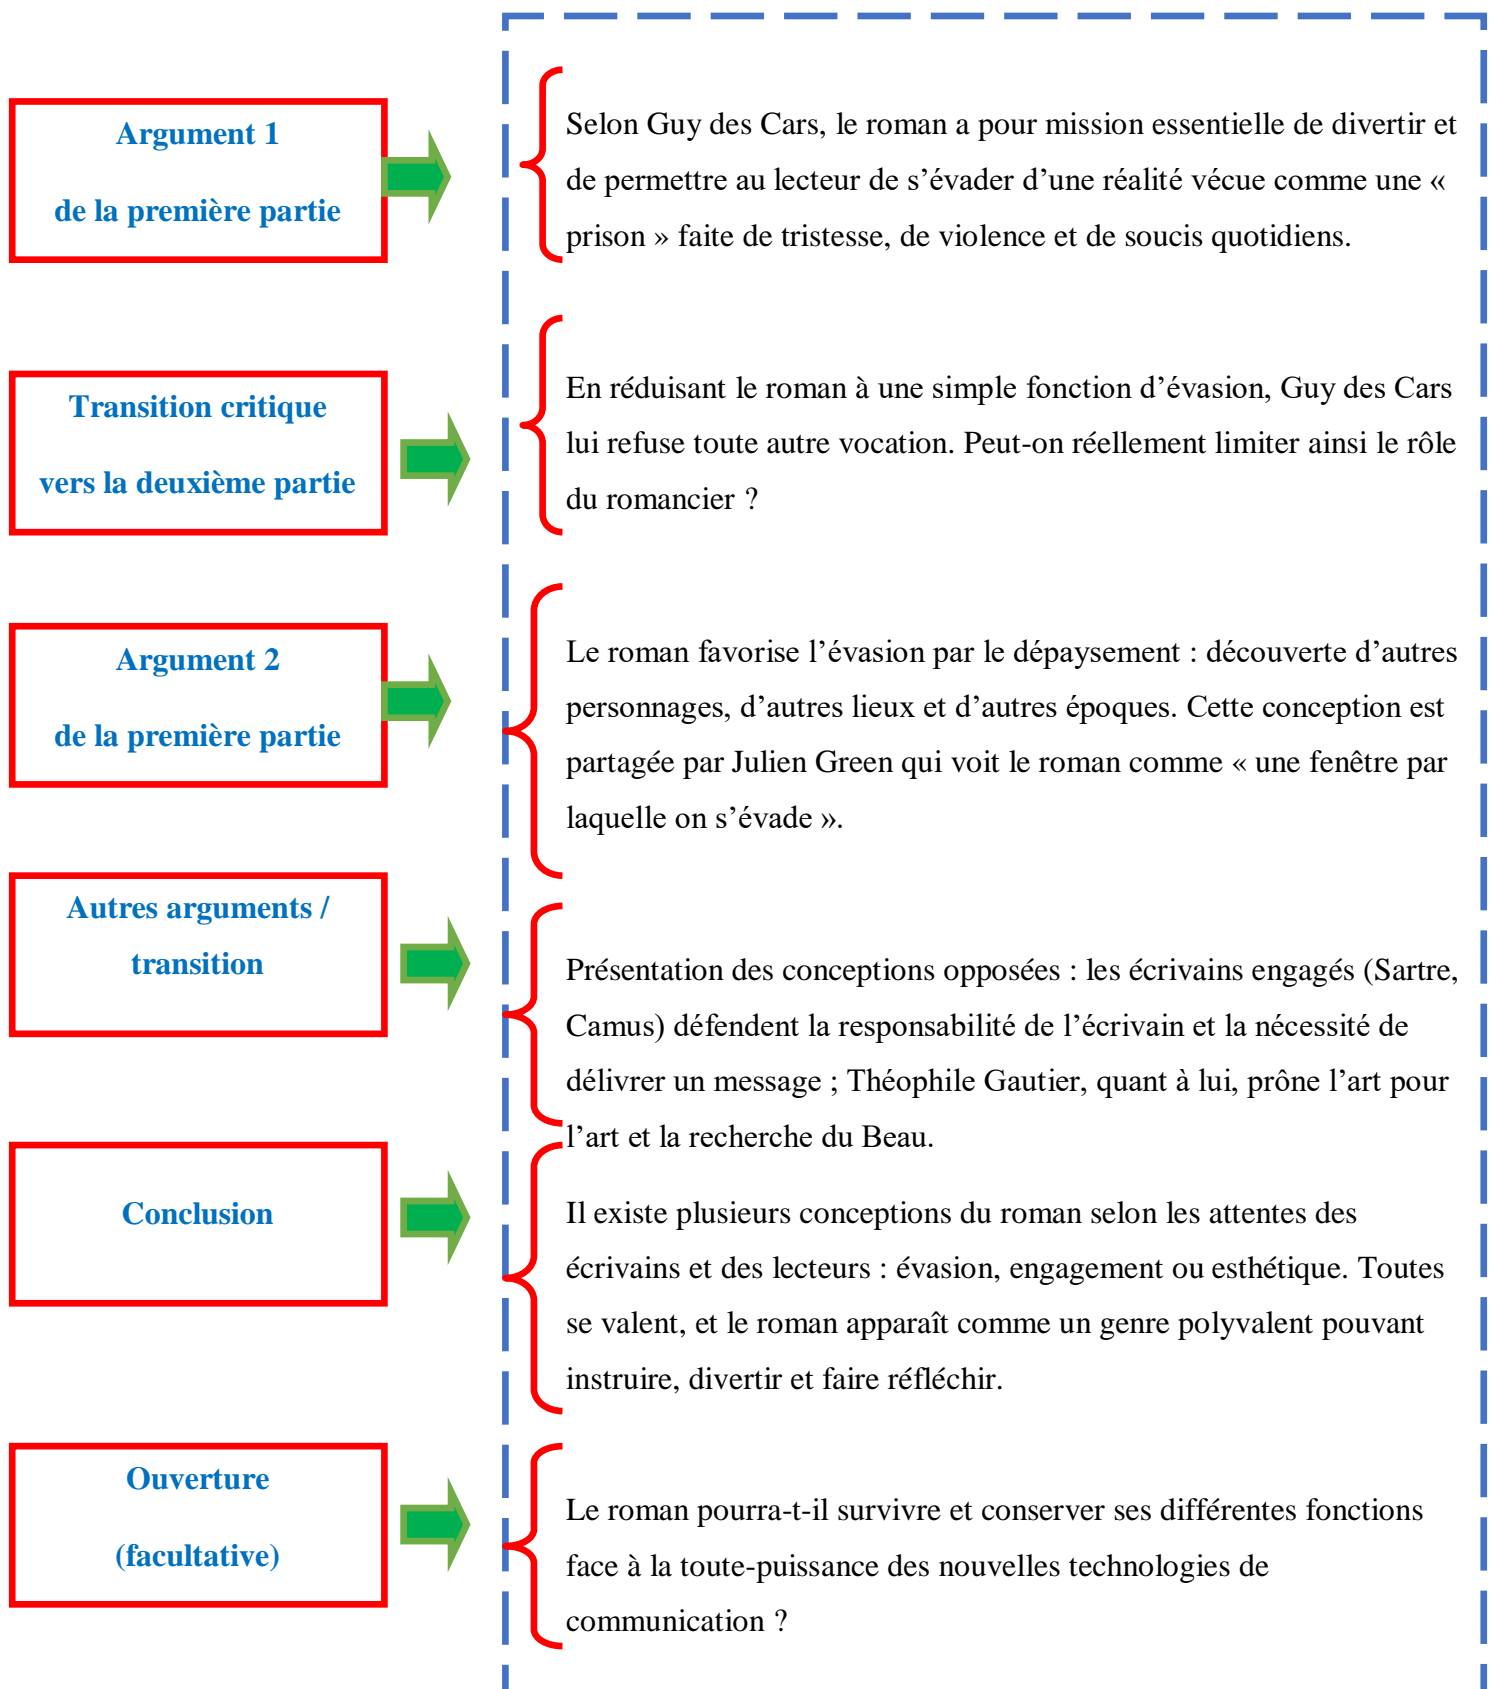 Argument 1
de la première partie
Selon Guy des Cars, le roman a pour mission essentielle de divertir et
de permettre au lecteur de s’évader d’une réalité vécue comme une «
prison » faite de tristesse, de violence et de soucis quotidiens.
Transition critique
vers la deuxième partie
En réduisant le roman à une simple fonction d’évasion, Guy des Cars
lui refuse toute autre vocation. Peut-on réellement limiter ainsi le rôle
du romancier ?
Argument 2
de la première partie
Le roman favorise l’évasion par le dépaysement : découverte d’autres
personnages, d’autres lieux et d’autres époques. Cette conception est
partagée par Julien Green qui voit le roman comme « une fenêtre par
laquelle on s’évade ».
Autres arguments /
transition
Présentation des conceptions opposées : les écrivains engagés (Sartre,
Camus) défendent la responsabilité de l’écrivain et la nécessité de
délivrer un message ; Théophile Gautier, quant à lui, prône l’art pour
l’art et la recherche du Beau.
Conclusion
Il existe plusieurs conceptions du roman selon les attentes des
écrivains et des lecteurs : évasion, engagement ou esthétique. Toutes
se valent, et le roman apparaît comme un genre polyvalent pouvant
instruire, divertir et faire réfléchir.
Ouverture
(facultative)
Le roman pourra-t-il survivre et conserver ses différentes fonctions
face à la toute-puissance des nouvelles technologies de
communication ?